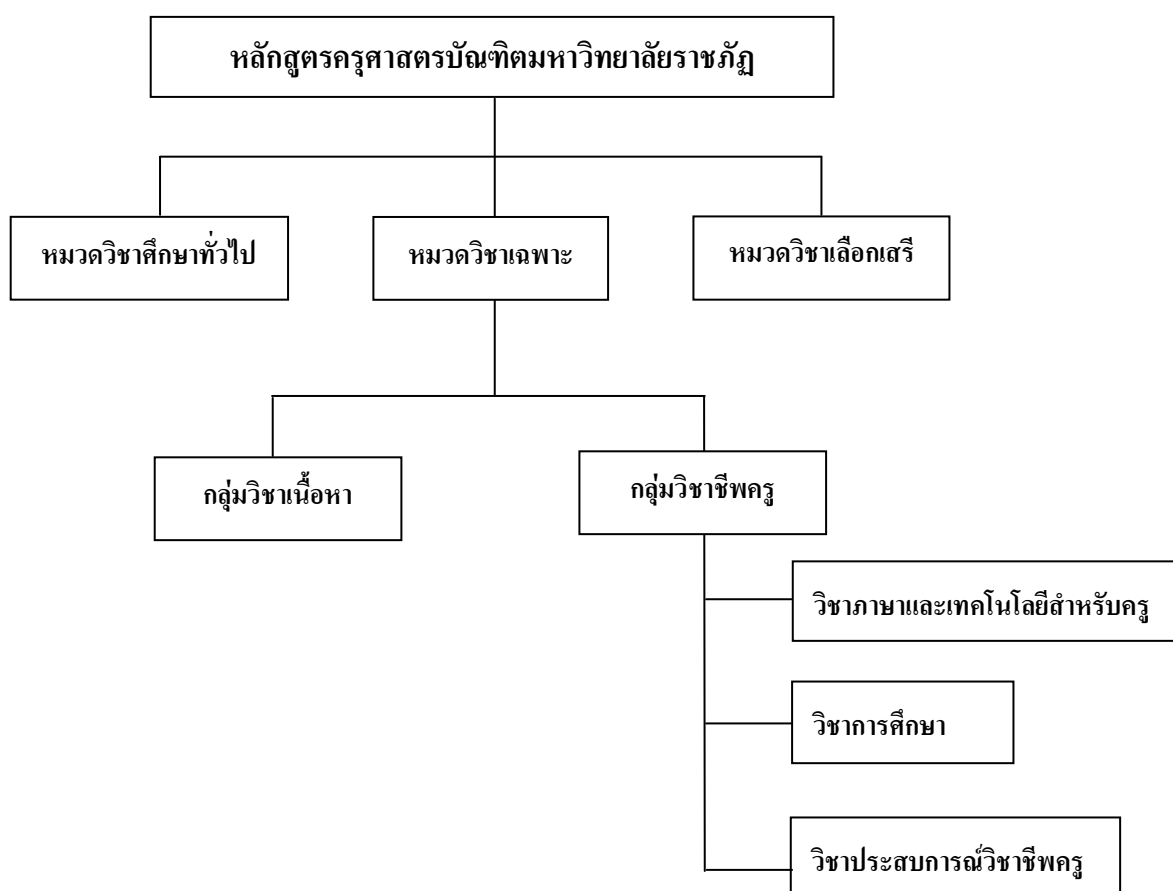 หลักสูตรครุศาสตรบัณฑิตมหาวิทยาลัยราชภัฏ
หมวดวิชาศึกษาทั่วไป
หมวดวิชาเฉพาะ
หมวดวิชาเลือกเสรี
กลุ่มวิชาเนื้อหา
กลุ่มวิชาชีพครู
วิชาภาษาและเทคโนโลยีสำหรับครู
วิชาการศึกษา
วิชาประสบการณ์วิชาชีพครู